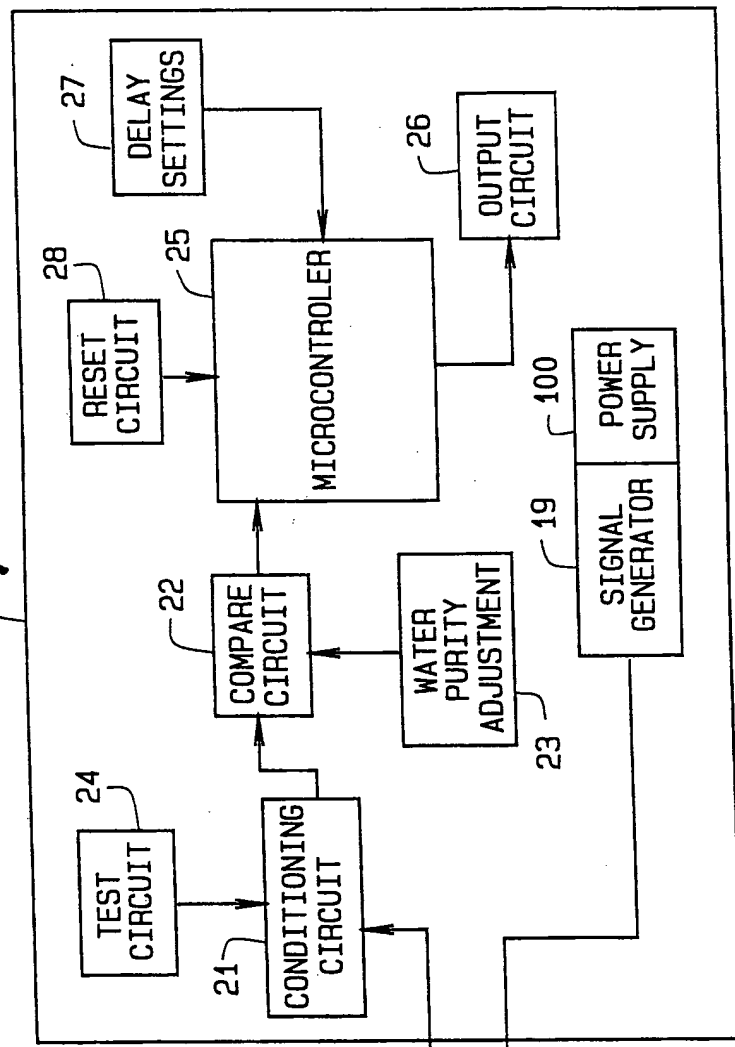 24
TEST
CIRCUIT
21
CONDITIONING
CIRCUIT
22
COMPARE
CIRCUIT
WATER
PURITY
ADJUSTMENT
23
28
RESET
CIRCUIT
25
MICROCONTROLER
27
DELAY
SETTINGS
26
OUTPUT
CIRCUIT
19
SIGNAL
GENERATOR
100
POWER
SUPPLY